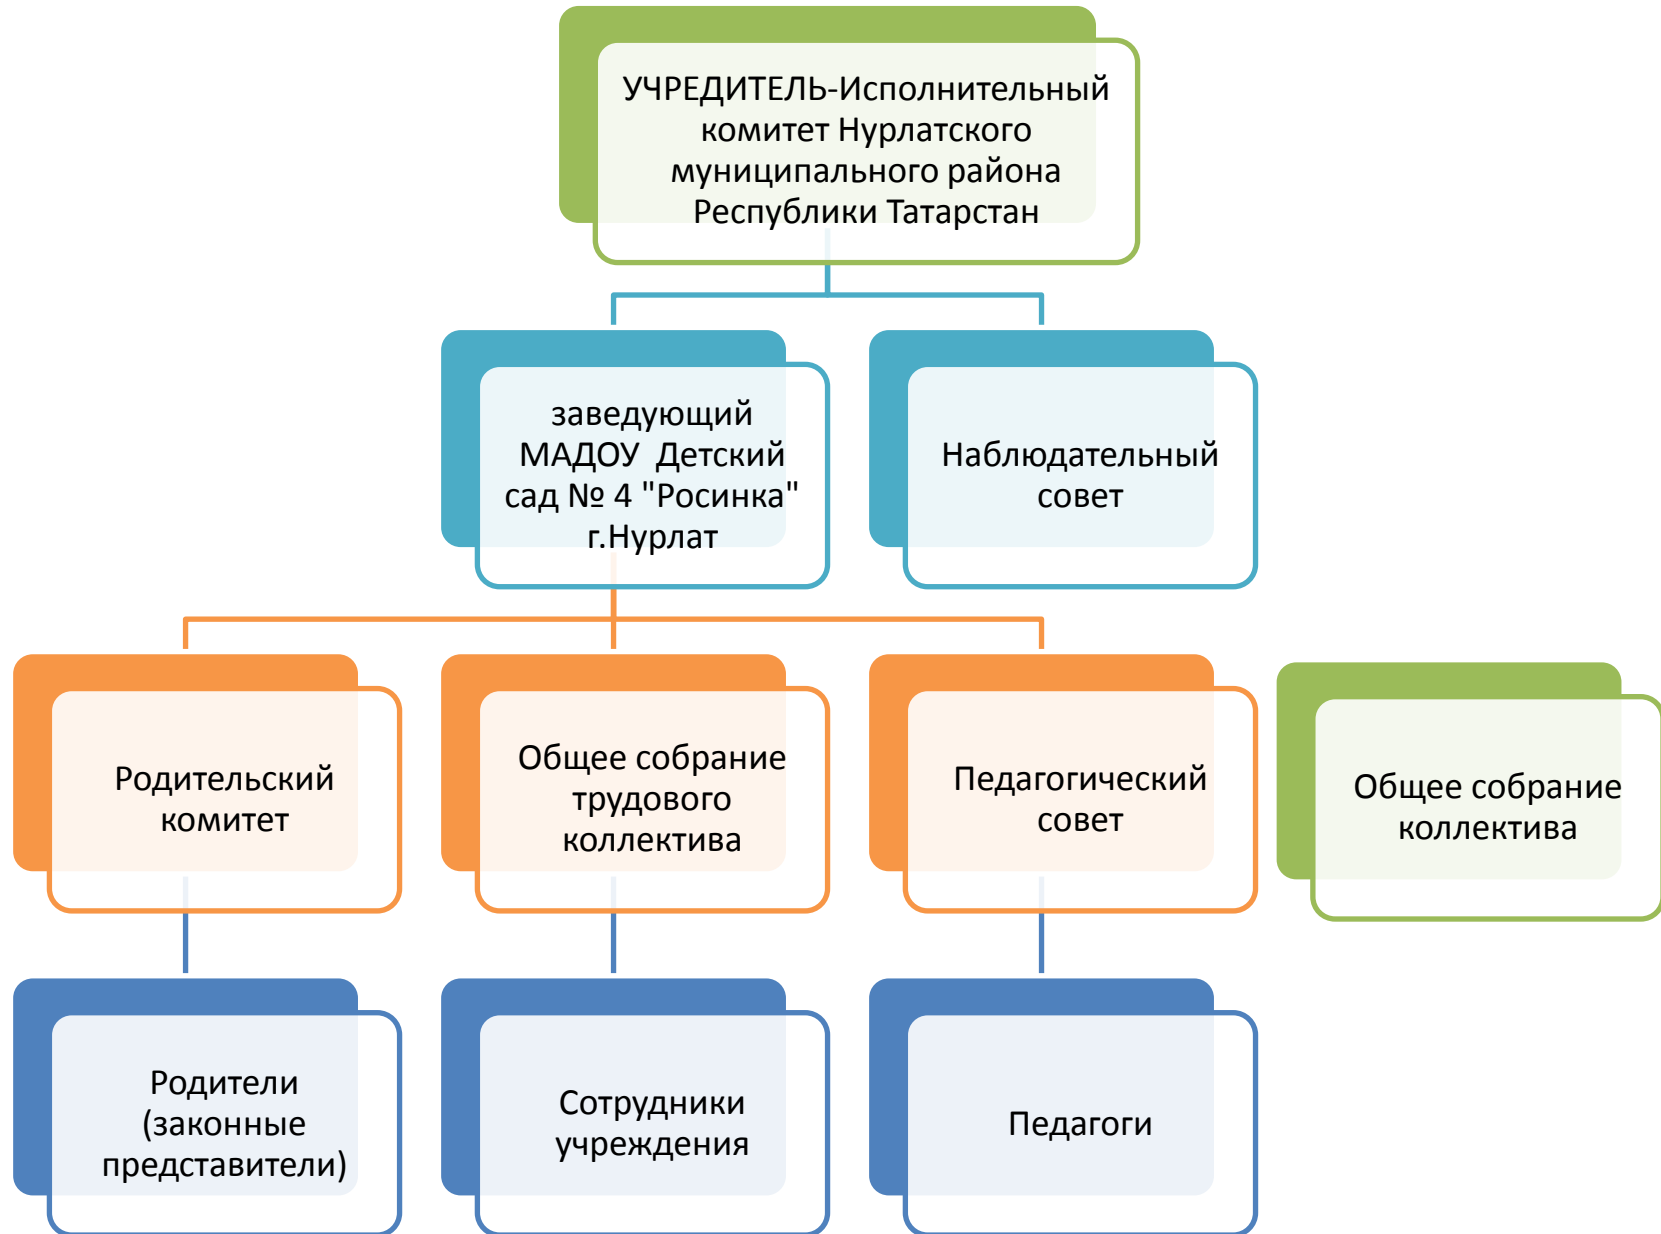 УЧРЕДИТЕЛЬ-Исполнительный
комитет Нурлатского
муниципального района
Республики Татарстан
заведующий
МАДОУ  Детский
сад № 4 "Росинка"
г.Нурлат
Наблюдательный
совет
Родительский
комитет
Общее собрание
трудового
коллектива
Педагогический
совет
Общее собрание
коллектива
Родители
(законные
представители)
Сотрудники
учреждения
Педагоги